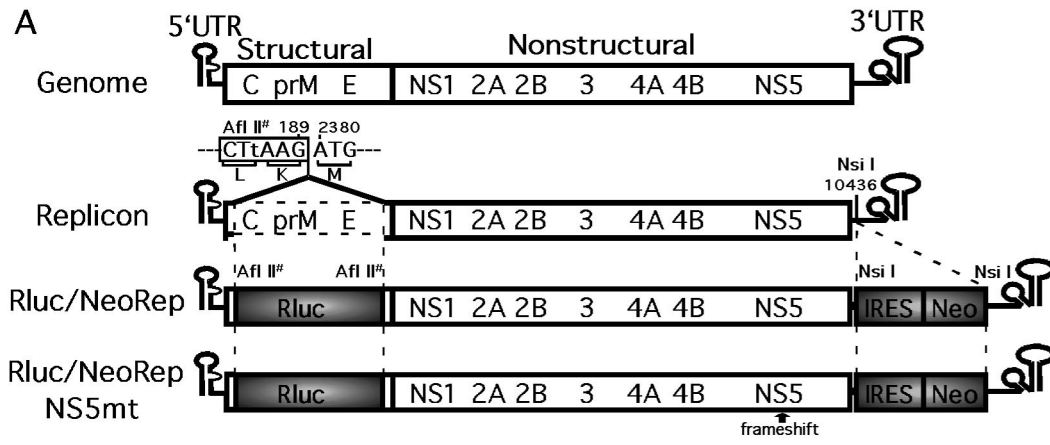 A
5‘UTR Structural Nonstructural 3‘UTR
Genome C prM E NS1 2A 2B 3 4A 4B NS5
Afl II# 189 2380
---CTtAAG ATG---
L K M
Nsi I
10436
Replicon C prM E NS1 2A 2B 3 4A 4B NS5
Afl II# Afl II# Nsi I Nsi I
Rluc/NeoRep Rluc NS1 2A 2B 3 4A 4B NS5 IRES Neo
Rluc/NeoRep Rluc NS1 2A 2B 3 4A 4B NS5 IRES Neo
NS5mt
frameshift